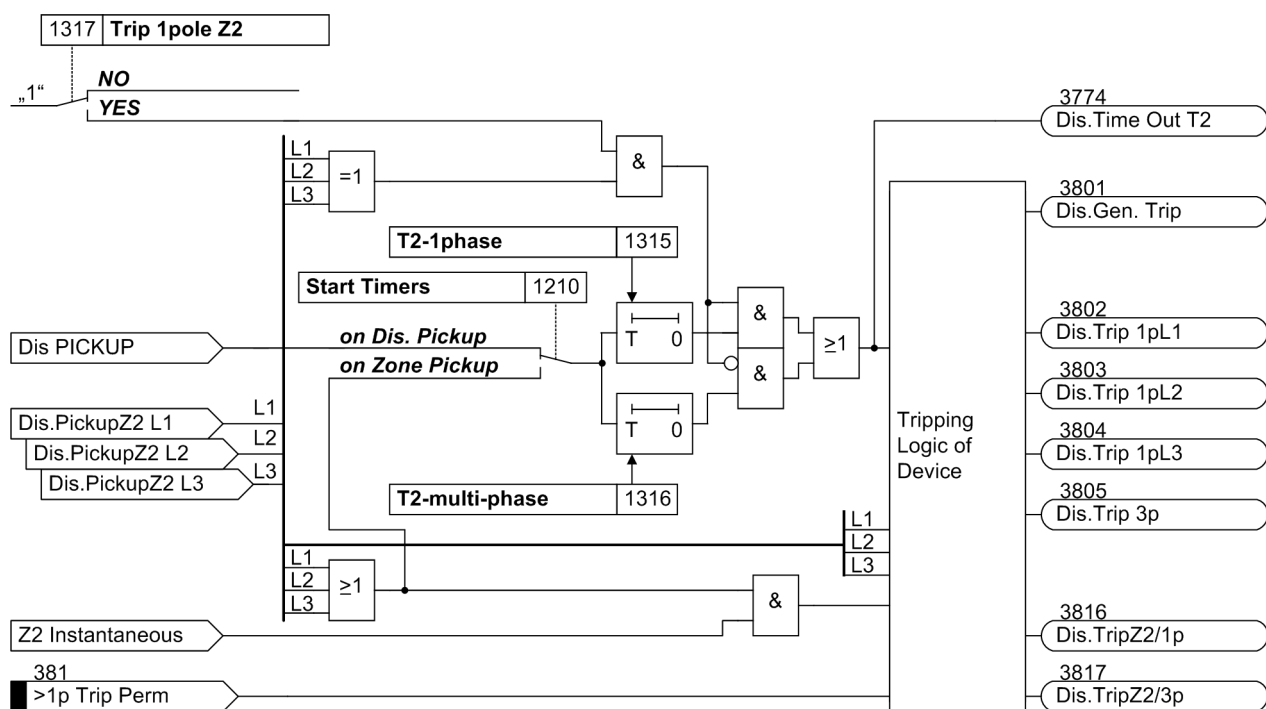 1317 Trip 1pole Z2
„1“
NO
YES
L1
L2
L3
=1
&
T2-1phase 1315
Start Timers 1210
T 0
&
≥1
&
T 0
T2-multi-phase 1316
Dis PICKUP
on Dis. Pickup
on Zone Pickup
Dis.PickupZ2 L1
Dis.PickupZ2 L2
Dis.PickupZ2 L3
L1
L2
L3
L1
L2
L3
≥1
&
Z2 Instantaneous
381
>1p Trip Perm
L1
L2
L3
Tripping
Logic of
Device
3774
Dis.Time Out T2
3801
Dis.Gen. Trip
3802
Dis.Trip 1pL1
3803
Dis.Trip 1pL2
3804
Dis.Trip 1pL3
3805
Dis.Trip 3p
3816
Dis.TripZ2/1p
3817
Dis.TripZ2/3p